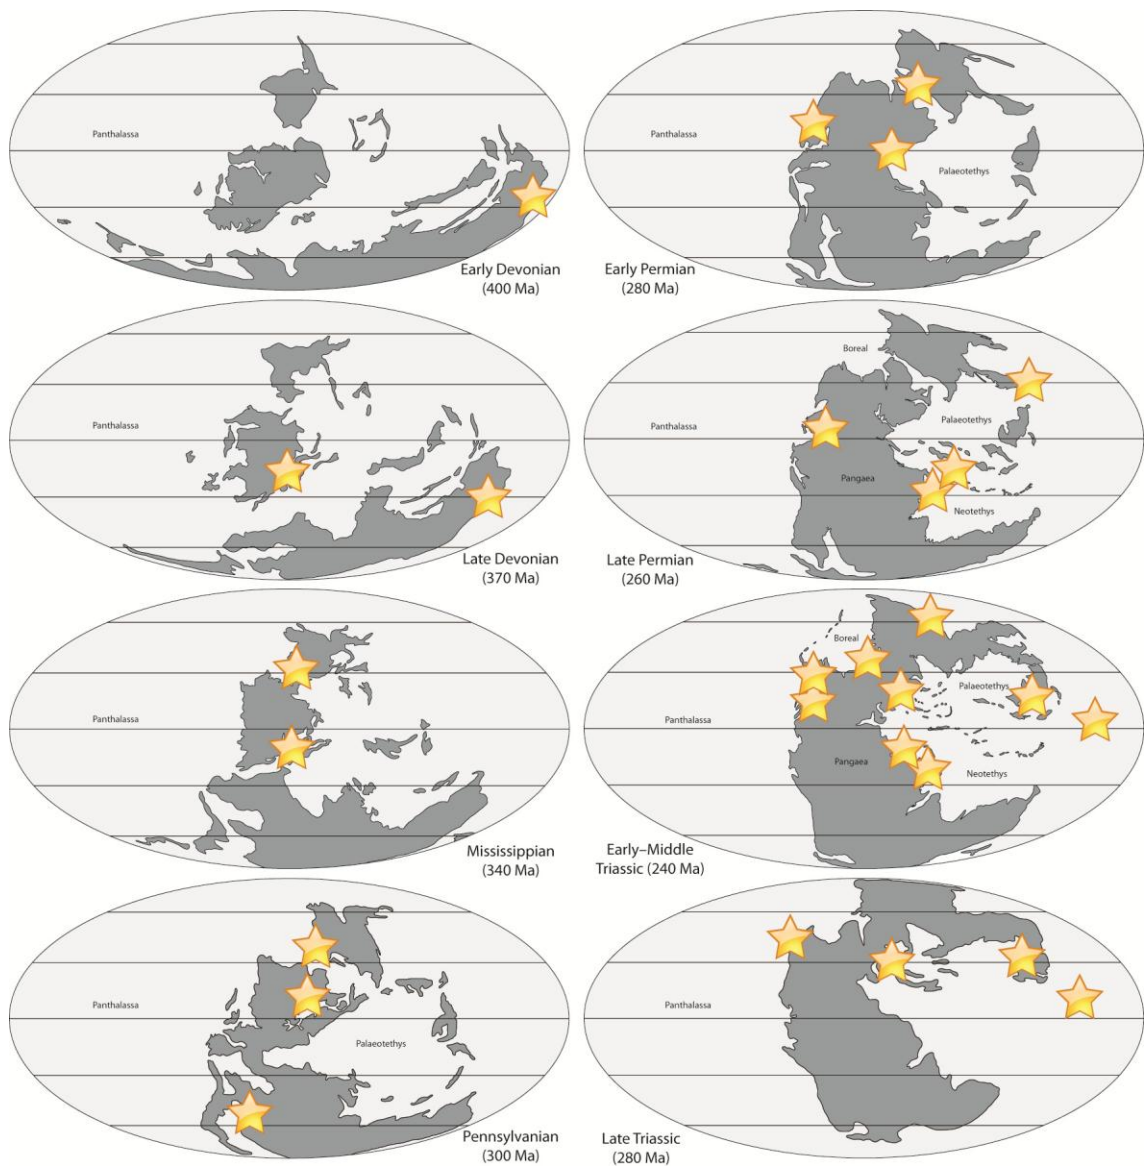 Panthalassa
Early Devonian
(400 Ma)
Panthalassa
Late Devonian
(370 Ma)
Panthalassa
Mississippian
(340 Ma)
Panthalassa
Palaeotethys
Pennsylvanian
(300 Ma)
Panthalassa
Palaeotethys
Early Permian
(280 Ma)
Boreal
Panthalassa
Palaeotethys
Pangaea
Neotethys
Late Permian
(260 Ma)
Boreal
Palaeotethys
Panthalassa
Pangaea
Neotethys
Early–Middle
Triassic (240 Ma)
Panthalassa
Late Triassic
(280 Ma)